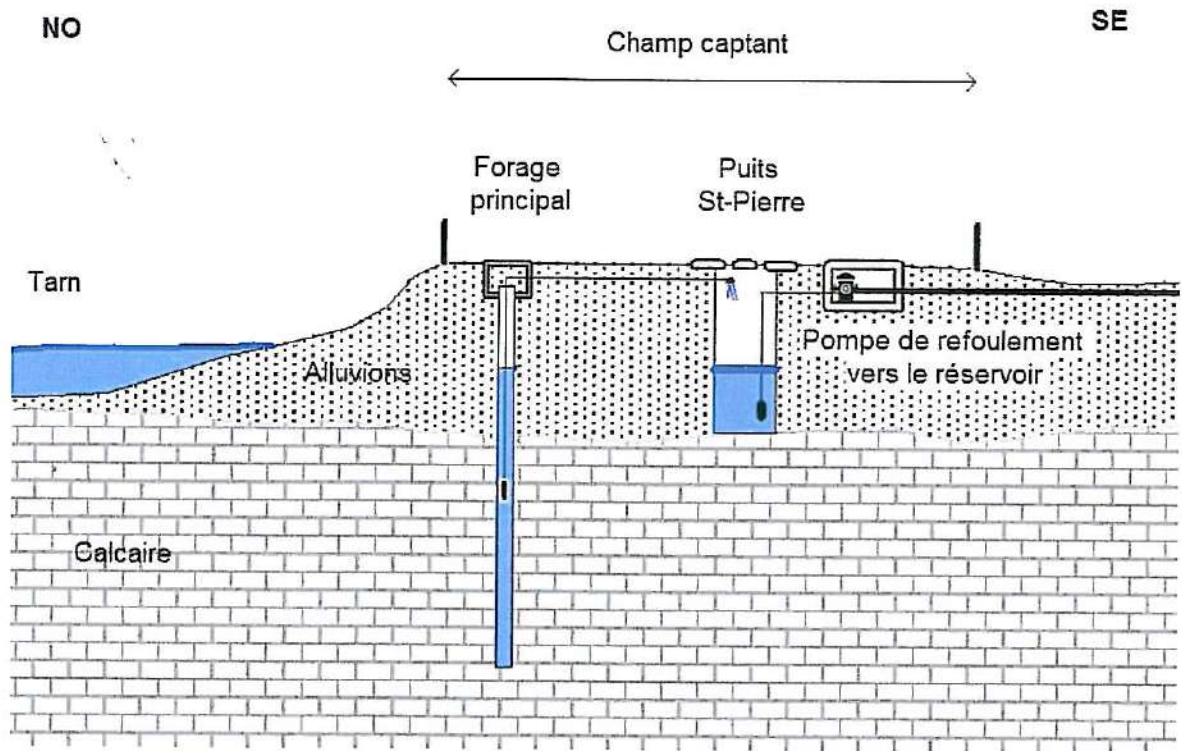 NO
SE
Champ captant
Forage
principal
Puits
St-Pierre
Tarn
Alluvions
Pompe de refoulement
vers le réservoir
Calcaire